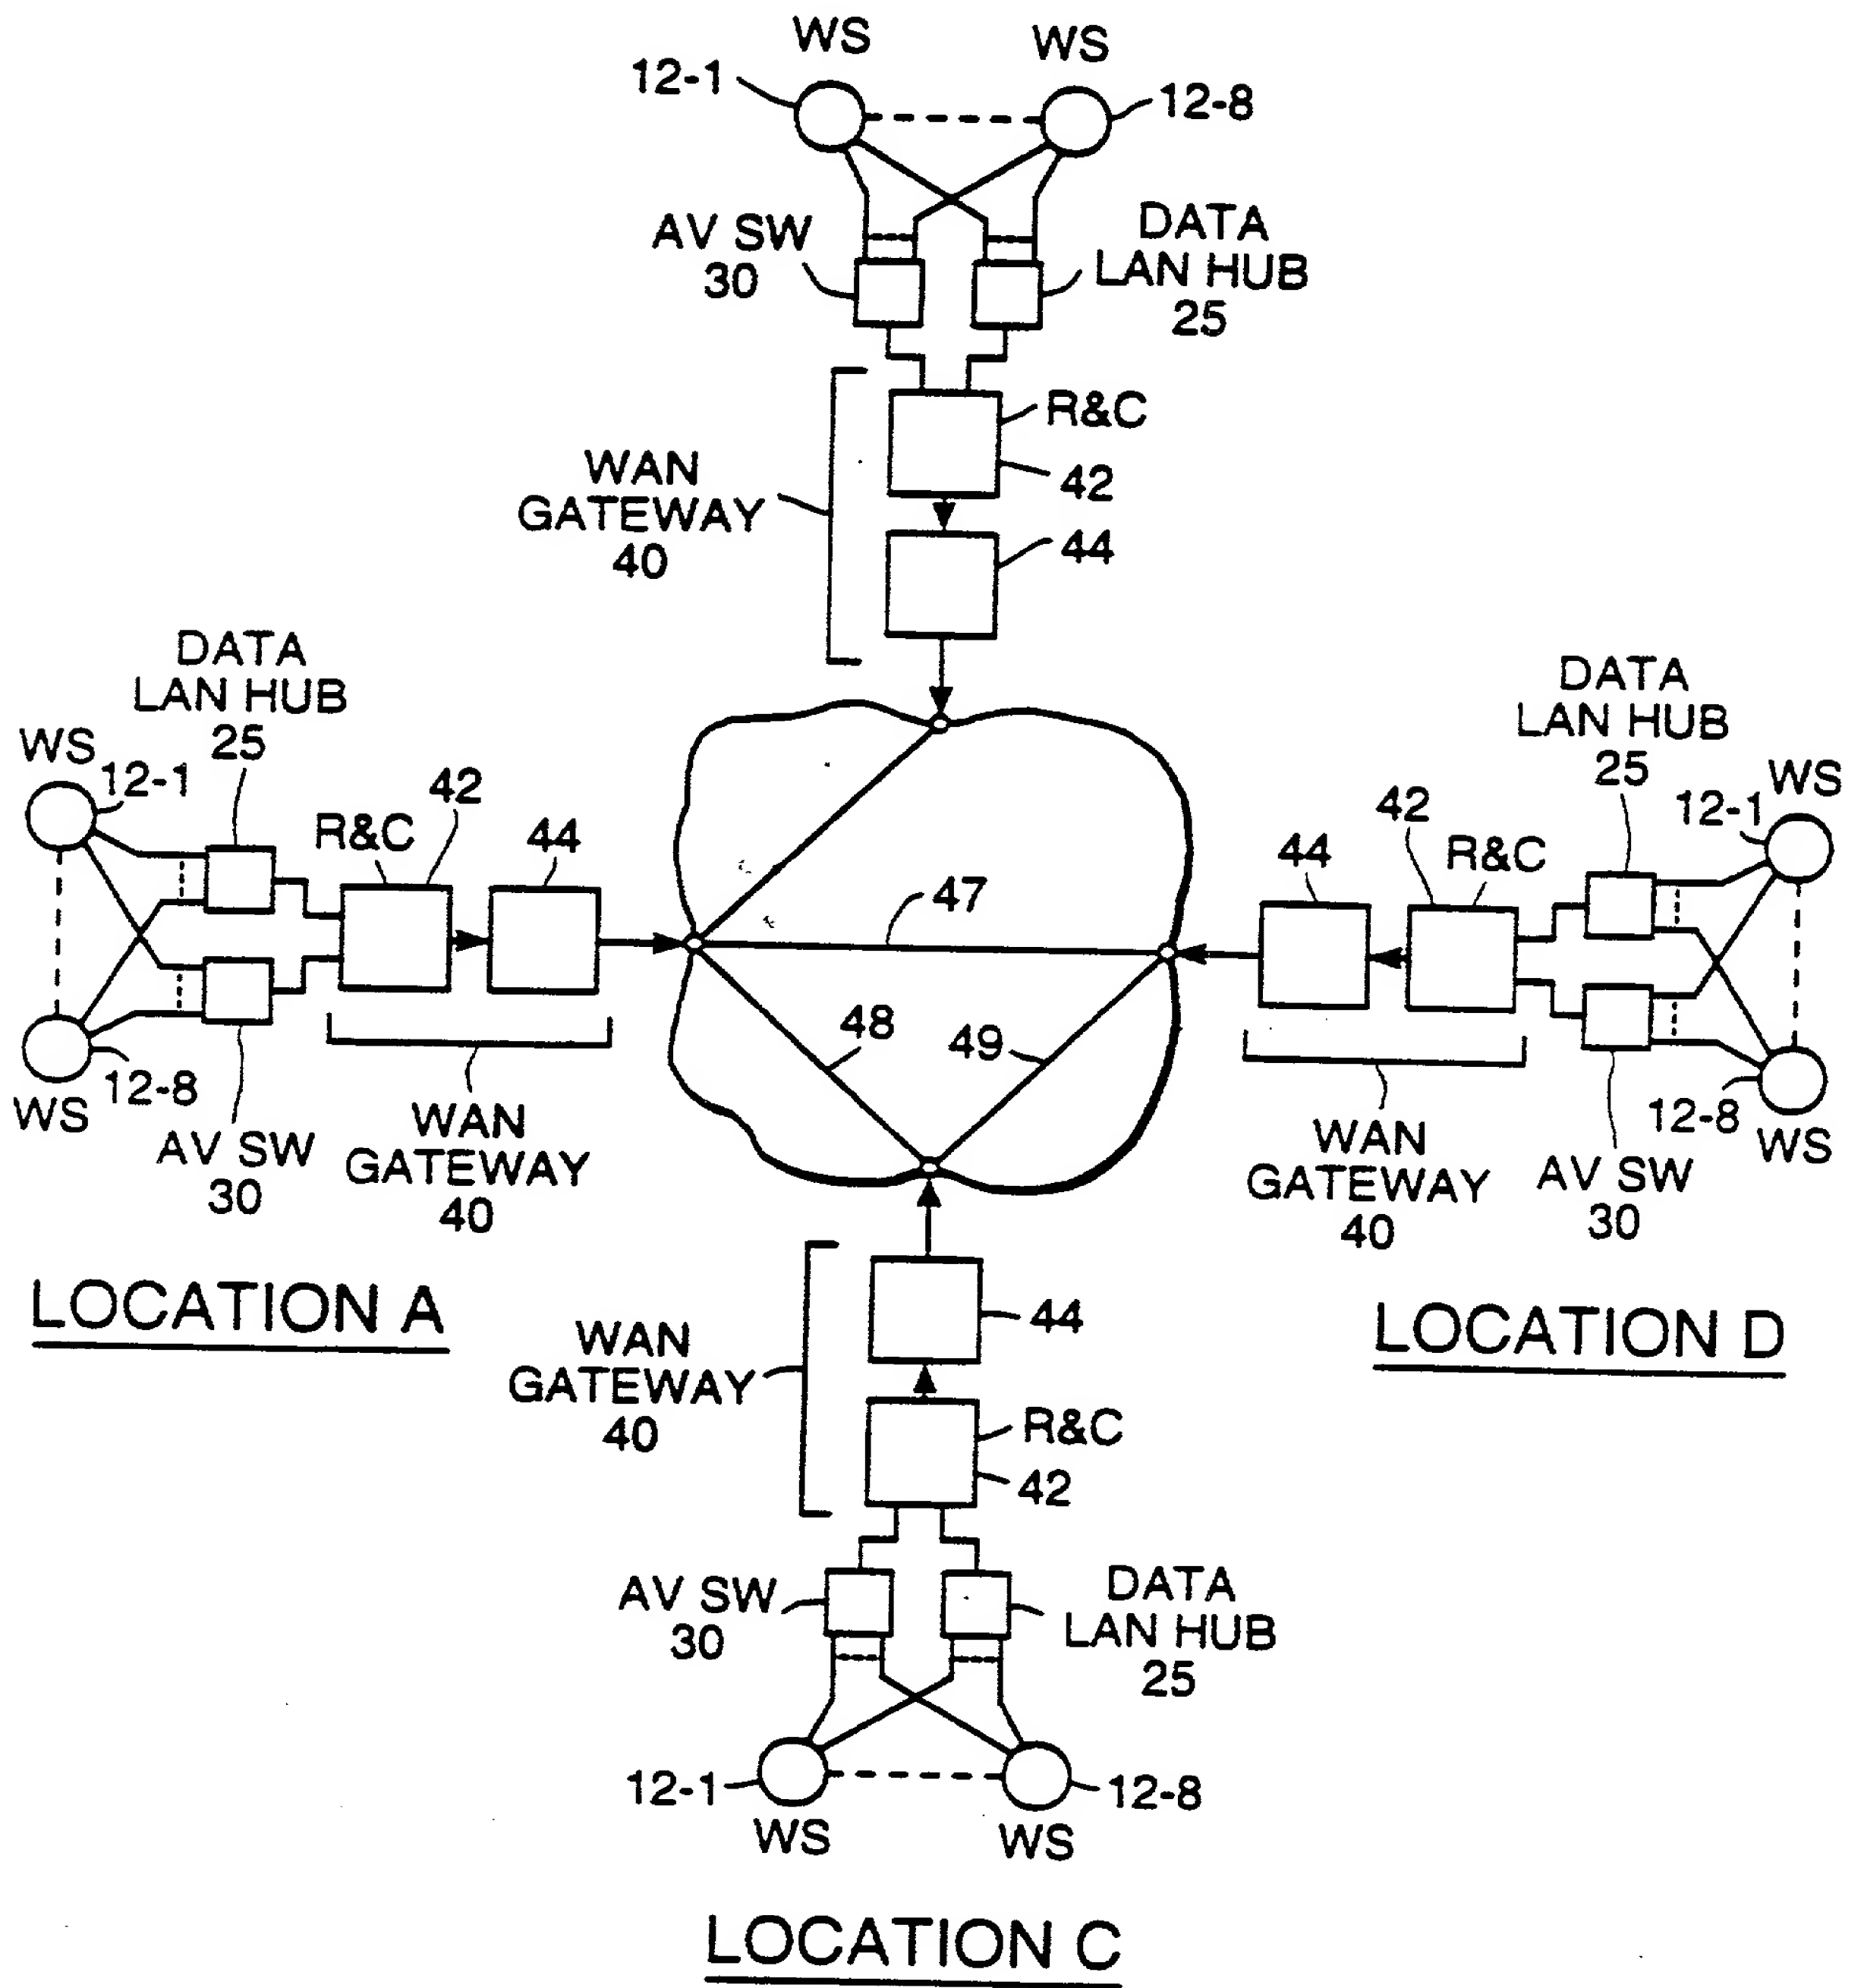 WS
WS
12-1
12-8
AV SW
30
DATA
LAN HUB
25
R&C
42
WAN
GATEWAY
40
44
DATA
LAN HUB
25
WS
12-1
42
R&C
44
12-8
WS
AV SW
30
WAN
GATEWAY
40
LOCATION A
47
48
49
DATA
LAN HUB
25
WS
12-1
42
R&C
44
12-8
WS
AV SW
30
WAN
GATEWAY
40
LOCATION D
44
WAN
GATEWAY
40
R&C
42
AV SW
30
DATA
LAN HUB
25
12-1
12-8
WS
WS
LOCATION C